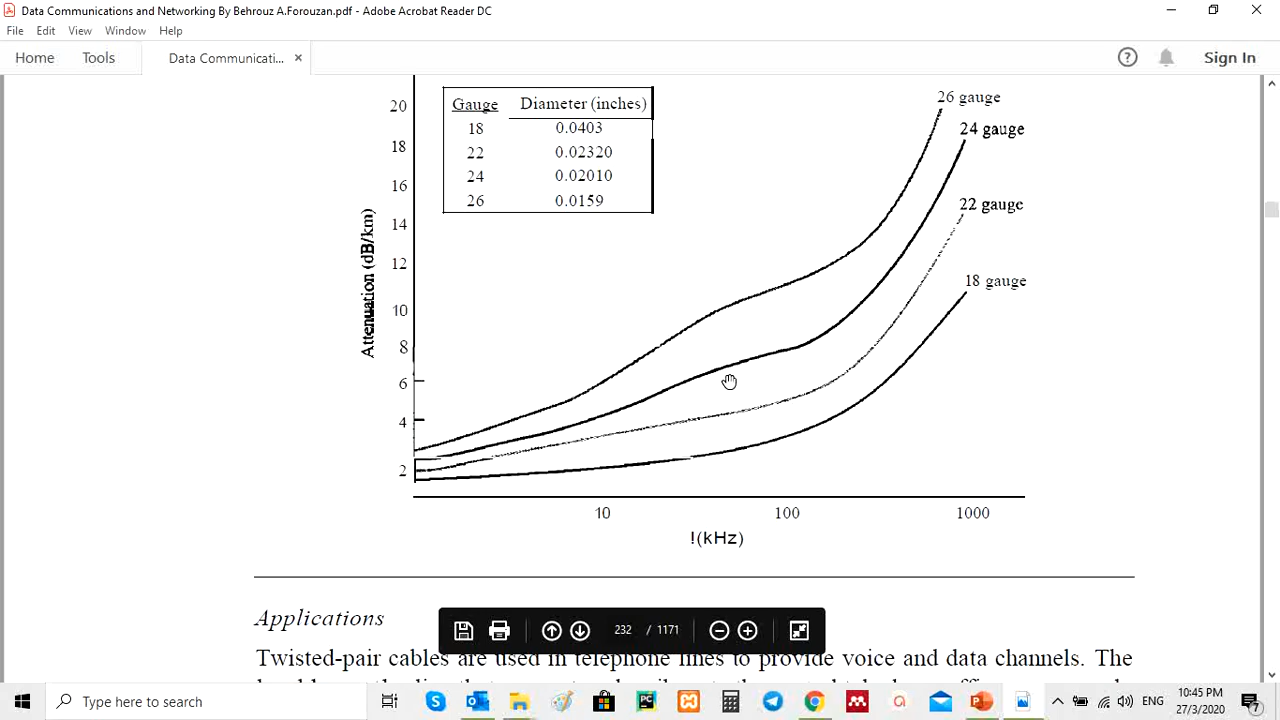 Data Communications and Networking By Behrouz A.Forouzan.pdf - Adobe Acrobat Reader DC
File Edit View Window Help
Home Tools Data Communicati... × Sign In
Gauge Diameter (inches)
18 0.0403
22 0.02320
24 0.02010
26 0.0159
26 gauge
24 gauge
22 gauge
18 gauge
Attenuation (dB/km)
20
18
16
14
12
10
8
6
4
2
10 100 1000
!(kHz)
Applications
232 / 1171
Twisted-pair cables are used in telephone lines to provide voice and data channels. The
Type here to search
ENG
10:45 PM
27/3/2020